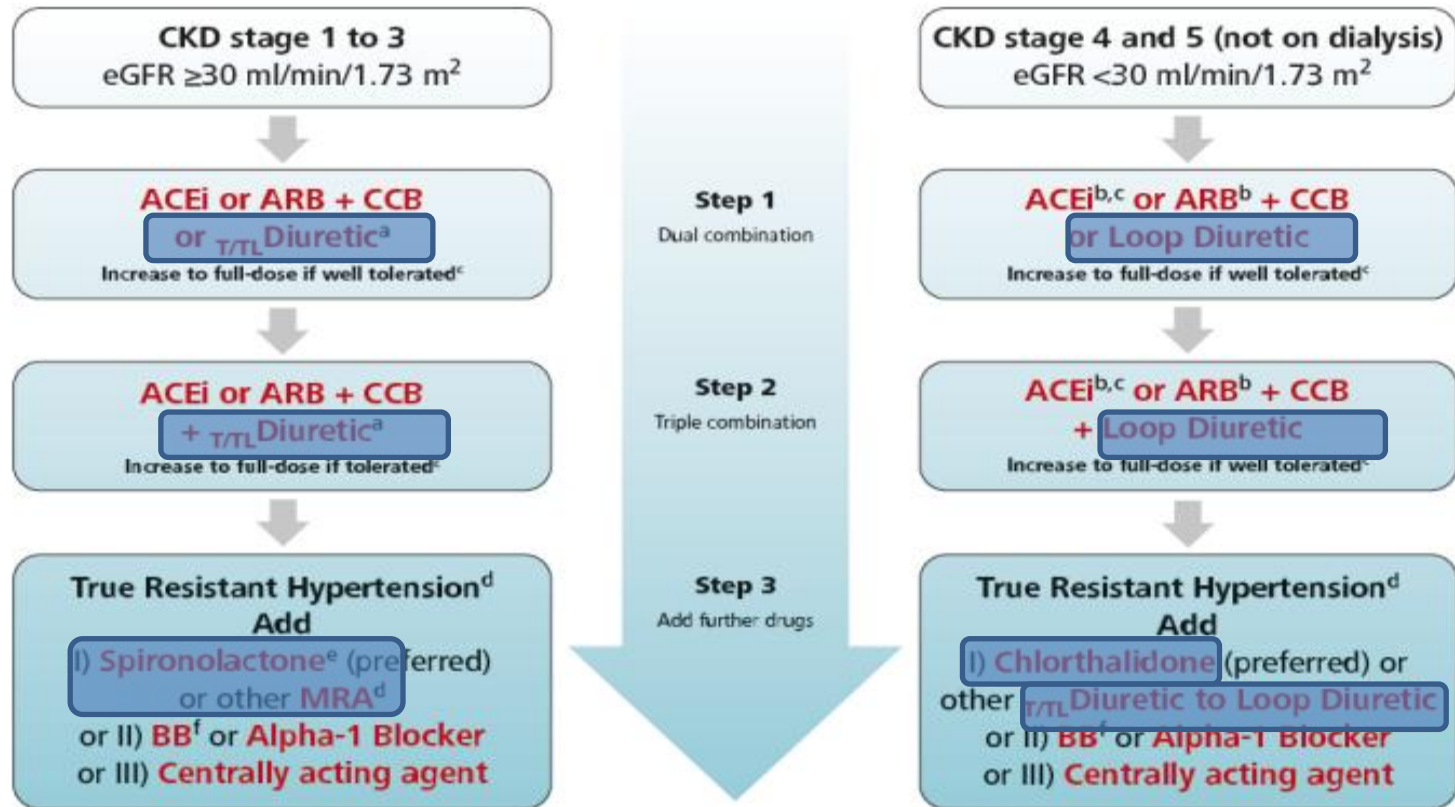 CKD stage 1 to 3
eGFR ≥30 ml/min/1.73 m²
ACEi or ARB + CCB
or T/TLDiureticᵃ
Increase to full-dose if well toleratedᶜ
ACEi or ARB + CCB
+ T/TLDiureticᵃ
Increase to full-dose if toleratedᶜ
True Resistant Hypertensionᵈ
Add
I) Spironolactoneᵉ (preferred)
or other MRAᵈ
or II) BBᶠ or Alpha-1 Blocker
or III) Centrally acting agent
Step 1
Dual combination
Step 2
Triple combination
Step 3
Add further drugs
CKD stage 4 and 5 (not on dialysis)
eGFR <30 ml/min/1.73 m²
ACEiᵇ,ᶜ or ARBᵇ + CCB
or Loop Diuretic
Increase to full-dose if well toleratedᶜ
ACEiᵇ,ᶜ or ARBᵇ + CCB
+ Loop Diuretic
Increase to full-dose if well toleratedᶜ
True Resistant Hypertensionᵈ
Add
I) Chlorthalidone (preferred) or
other T/TLDiuretic to Loop Diuretic
or II) BBᶠ or Alpha-1 Blocker
or III) Centrally acting agent